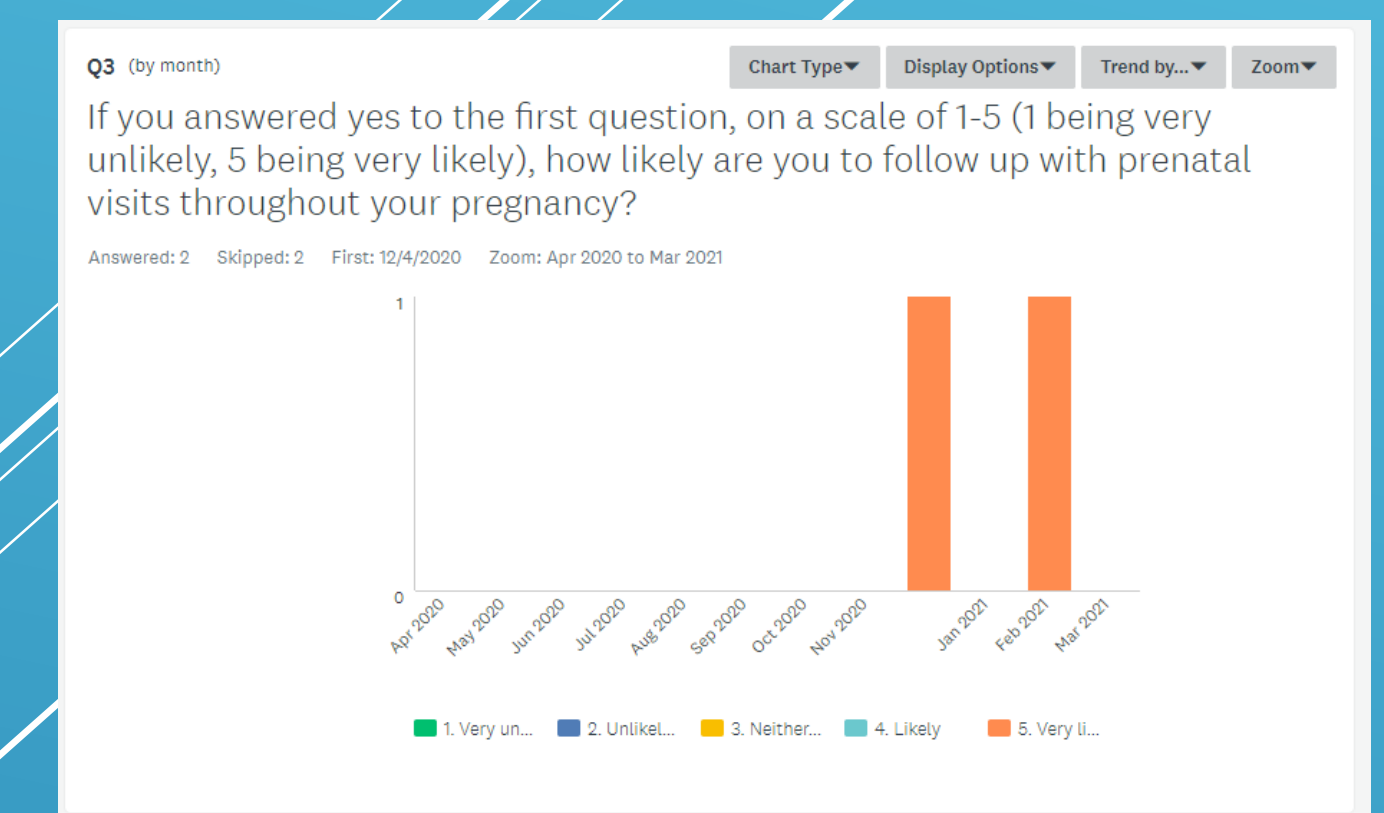 Q3 (by month)
Chart Type Display Options Trend by... Zoom
If you answered yes to the first question, on a scale of 1-5 (1 being very
unlikely, 5 being very likely), how likely are you to follow up with prenatal
visits throughout your pregnancy?
Answered: 2 Skipped: 2 First: 12/4/2020 Zoom: Apr 2020 to Mar 2021
1
0
Apr 2020 May 2020 Jun 2020 Jul 2020 Aug 2020 Sep 2020 Oct 2020 Nov 2020 Jan 2021 Feb 2021 Mar 2021
1. Very un... 2. Unlikel... 3. Neither... 4. Likely 5. Very li...